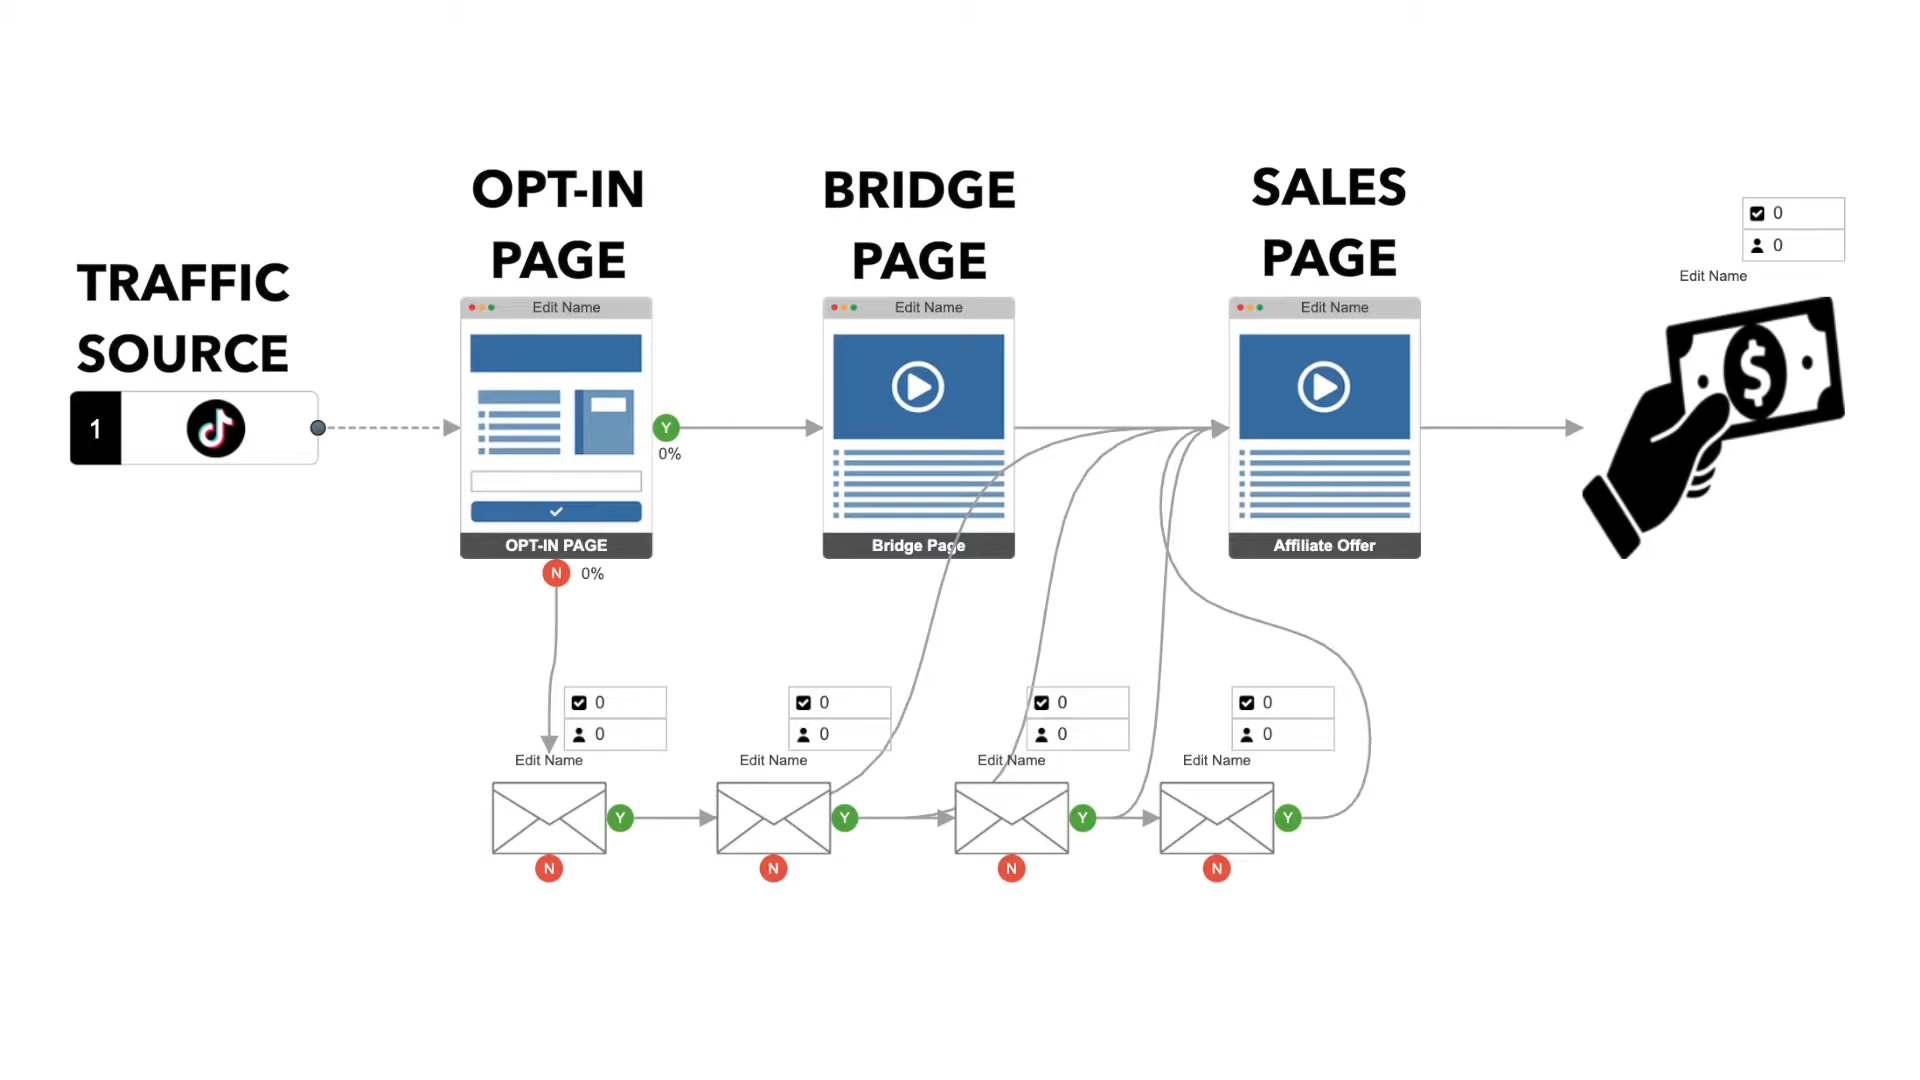 TRAFFIC
SOURCE
1
OPT-IN
PAGE
Edit Name
OPT-IN PAGE
Y
0%
N
0%
BRIDGE
PAGE
Edit Name
Bridge Page
SALES
PAGE
Edit Name
Affiliate Offer
0
0
Edit Name
$
0
0
Edit Name
Y
N
0
0
Edit Name
Y
N
0
0
Edit Name
Y
N
0
0
Edit Name
Y
N